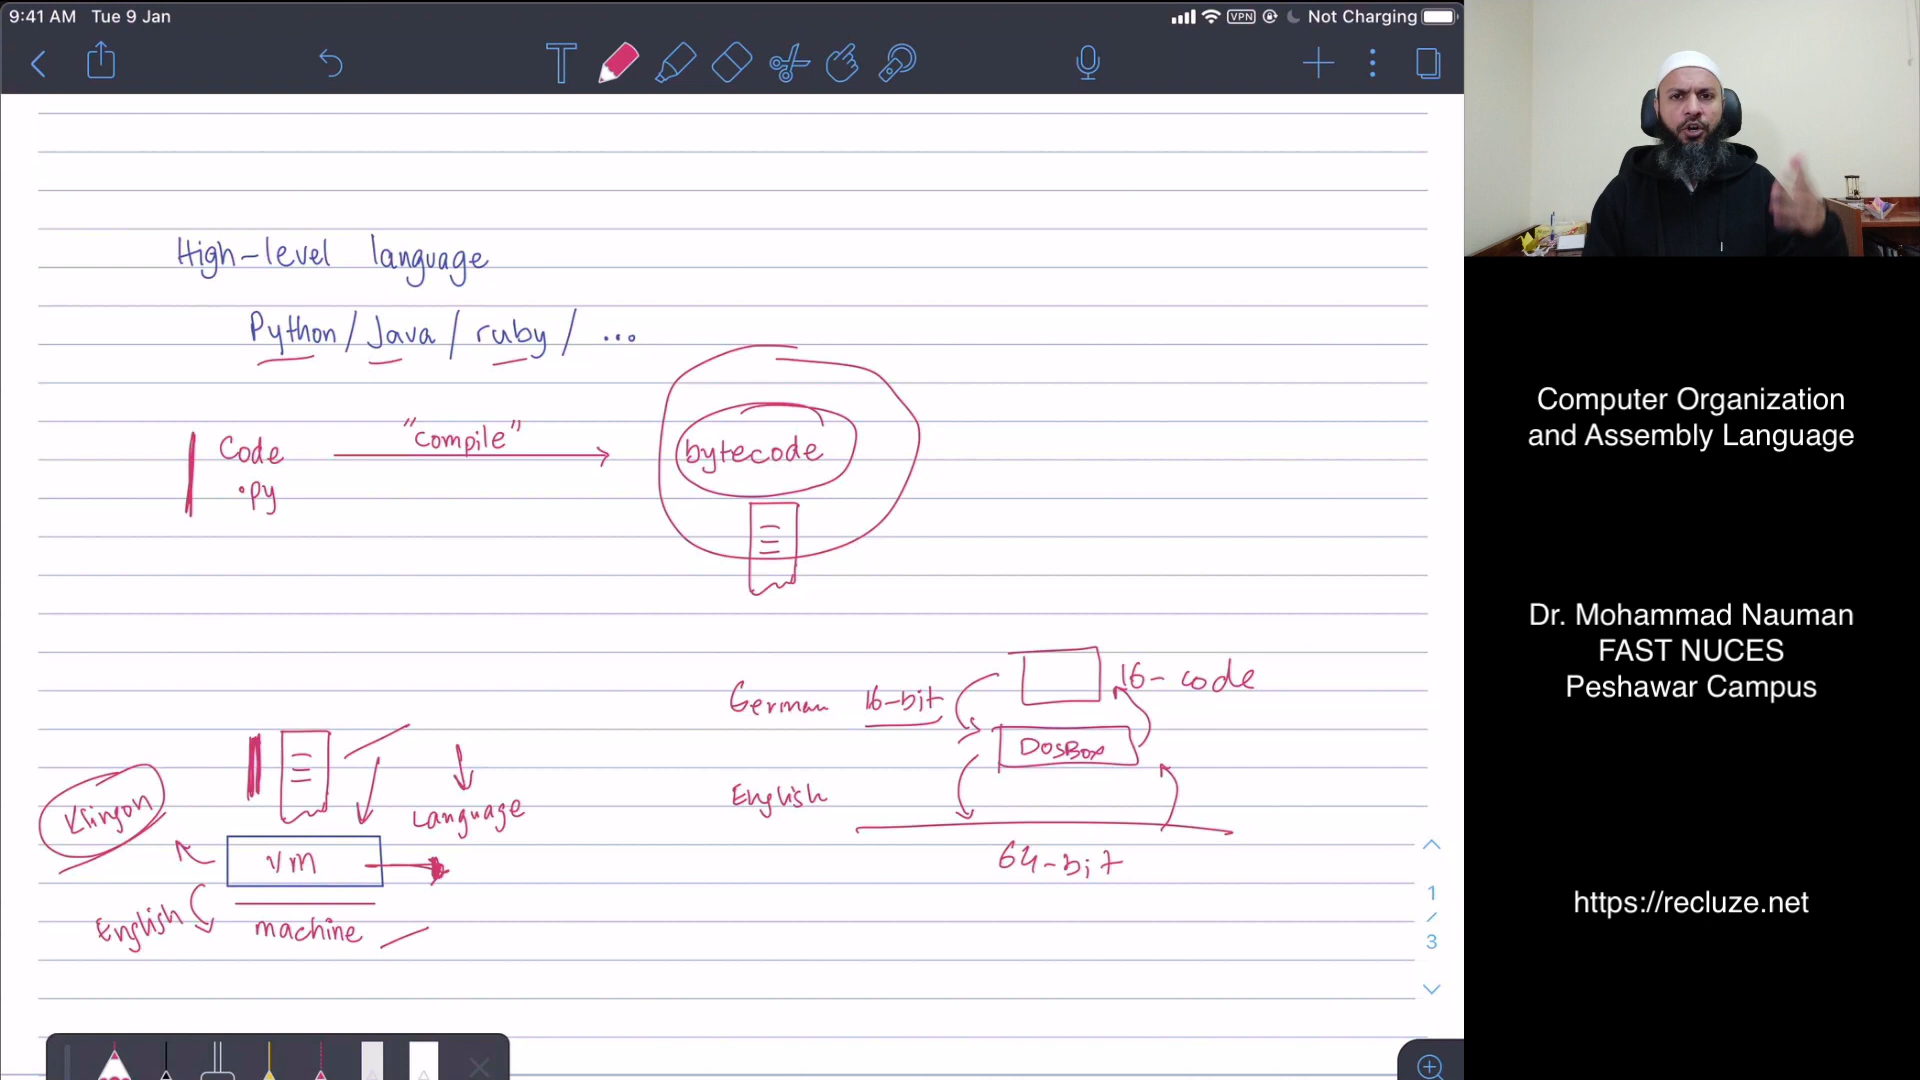 9:41 AM Tue 9 Jan
VPN Not Charging
High-level language
Python / Java / ruby / ...
Code "compile" bytecode
.py
16-code
German 16-bit
DosBox
English
64-bit
Klingon
Language
VM
English
machine
1
/
3
Computer Organization
and Assembly Language
Dr. Mohammad Nauman
FAST NUCES
Peshawar Campus
https://recluze.net